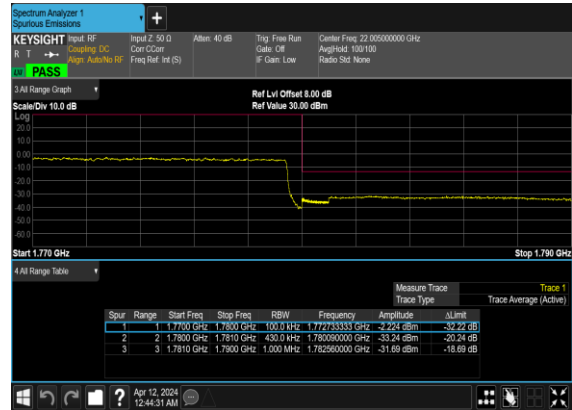 Spectrum Analyzer 1
Spurious Emissions
+
KEYSIGHT Input: RF Input Z: 50 Ω Atten: 40 dB Trig: Free Run Center Freq: 22.005000000 GHz
R T Coupling: DC Corr CCorr Gate: Off Avg|Hold: 100/100
Align: Auto/No RF Freq Ref: Int (S) IF Gain: Low Radio Std: None
LW PASS
3 All Range Graph Ref Lvl Offset 8.00 dB
Scale/Div 10.0 dB Ref Value 30.00 dBm
Log
20.0
10.0
0.00
-10.0
-20.0
-30.0
-40.0
-50.0
-60.0
Start 1.770 GHz Stop 1.790 GHz
4 All Range Table
Measure Trace Trace 1
Trace Type Trace Average (Active)
Spur Range Start Freq Stop Freq RBW Frequency Amplitude ΔLimit
1 1 1.7700 GHz 1.7800 GHz 100.0 kHz 1.772733333 GHz -2.224 dBm -32.22 dB
2 2 1.7800 GHz 1.7810 GHz 430.0 kHz 1.780090000 GHz -33.24 dBm -20.24 dB
3 3 1.7810 GHz 1.7900 GHz 1.000 MHz 1.782560000 GHz -31.69 dBm -18.69 dB
? Apr 12, 2024
12:44:31 AM